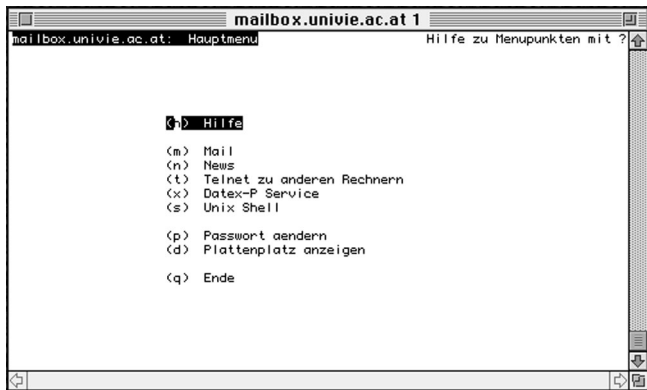 mailbox.univie.ac.at 1
mailbox.univie.ac.at:  Hauptmenu Hilfe zu Menupunkten mit ?
(h)  Hilfe
(m)  Mail
(n)  News
(t)  Telnet zu anderen Rechnern
(x)  Datex-P Service
(s)  Unix Shell
(p)  Passwort aendern
(d)  Plattenplatz anzeigen
(q)  Ende